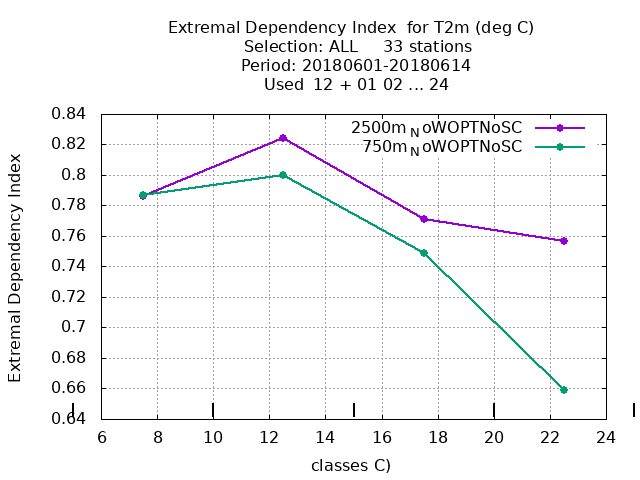 Extremal Dependency Index for T2m (deg C)
Selection: ALL 33 stations
Period: 20180601-20180614
Used 12 + 01 02 ... 24
Extremal Dependency Index
0.84
0.82
0.8
0.78
0.76
0.74
0.72
0.7
0.68
0.66
0.64
2500mNoWOPTNoSC
750mNoWOPTNoSC
6 8 10 12 14 16 18 20 22 24
classes C)